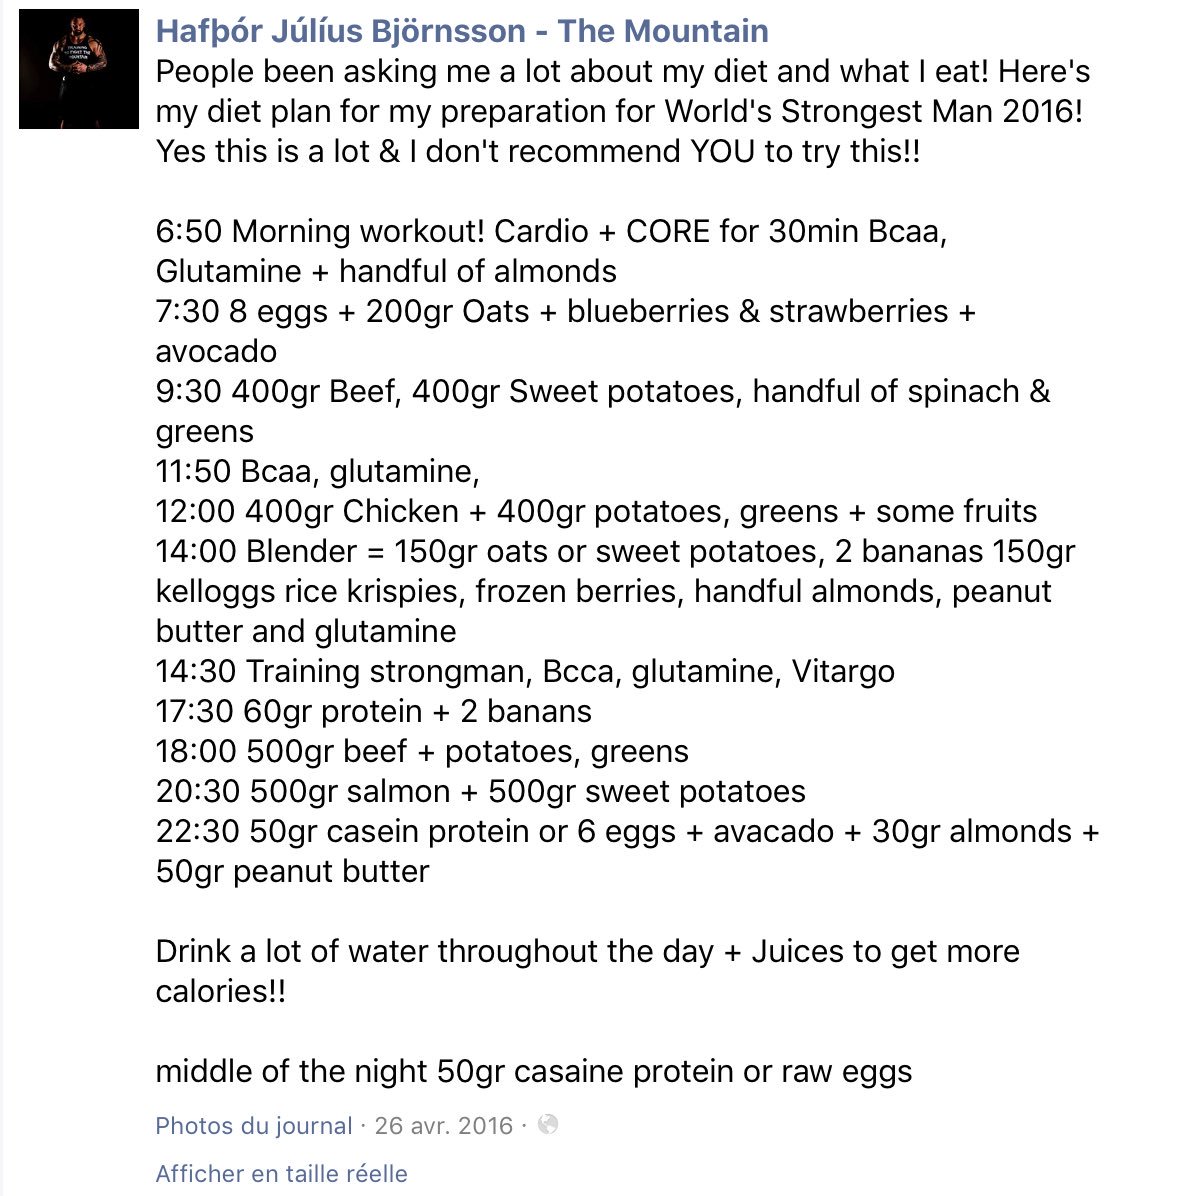 Hafþór Júlíus Björnsson - The Mountain
People been asking me a lot about my diet and what I eat! Here's
my diet plan for my preparation for World's Strongest Man 2016!
Yes this is a lot & I don't recommend YOU to try this!!
6:50 Morning workout! Cardio + CORE for 30min Bcaa,
Glutamine + handful of almonds
7:30 8 eggs + 200gr Oats + blueberries & strawberries +
avocado
9:30 400gr Beef, 400gr Sweet potatoes, handful of spinach &
greens
11:50 Bcaa, glutamine,
12:00 400gr Chicken + 400gr potatoes, greens + some fruits
14:00 Blender = 150gr oats or sweet potatoes, 2 bananas 150gr
kelloggs rice krispies, frozen berries, handful almonds, peanut
butter and glutamine
14:30 Training strongman, Bcca, glutamine, Vitargo
17:30 60gr protein + 2 banans
18:00 500gr beef + potatoes, greens
20:30 500gr salmon + 500gr sweet potatoes
22:30 50gr casein protein or 6 eggs + avacado + 30gr almonds +
50gr peanut butter
Drink a lot of water throughout the day + Juices to get more
calories!!
middle of the night 50gr casaine protein or raw eggs
Photos du journal · 26 avr. 2016 ·
Afficher en taille réelle